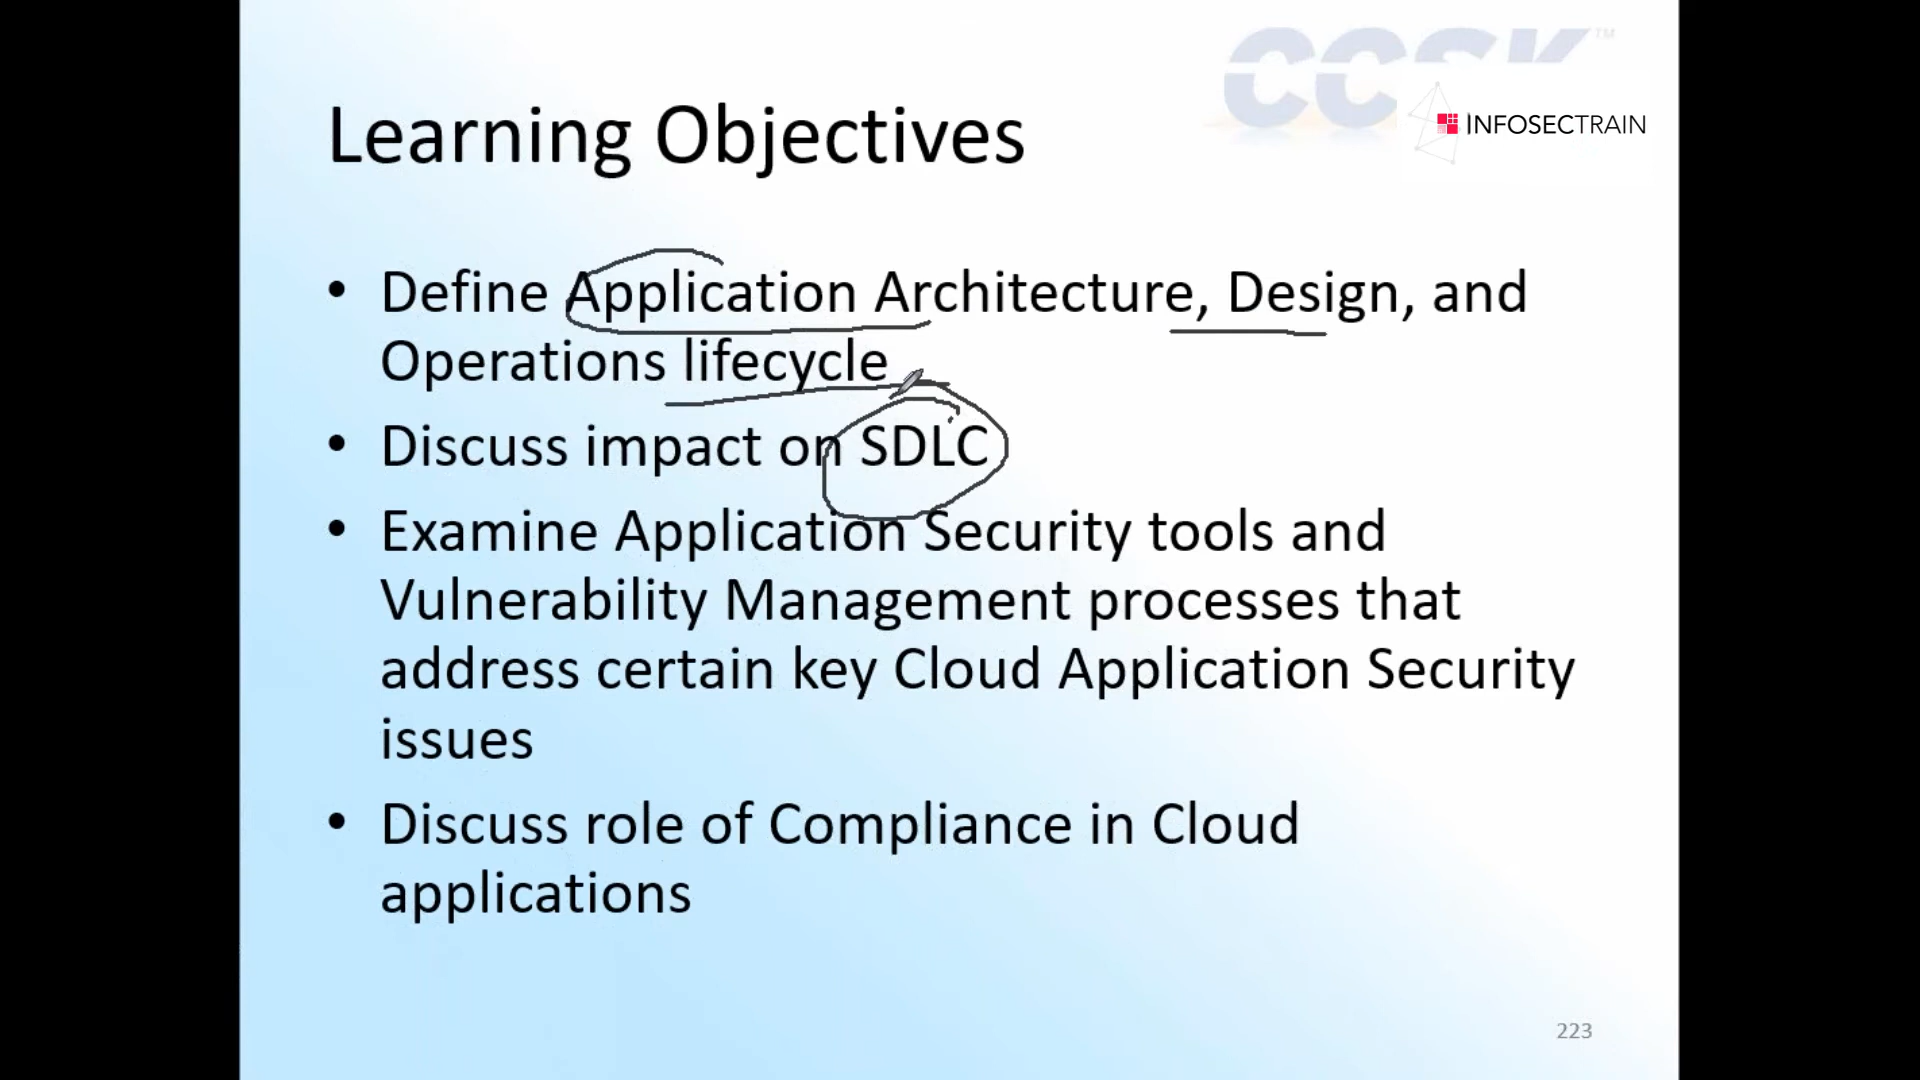 CCSK™
INFOSECTRAIN
Learning Objectives
• Define Application Architecture, Design, and
Operations lifecycle
• Discuss impact on SDLC
• Examine Application Security tools and
Vulnerability Management processes that
address certain key Cloud Application Security
issues
• Discuss role of Compliance in Cloud
applications
223